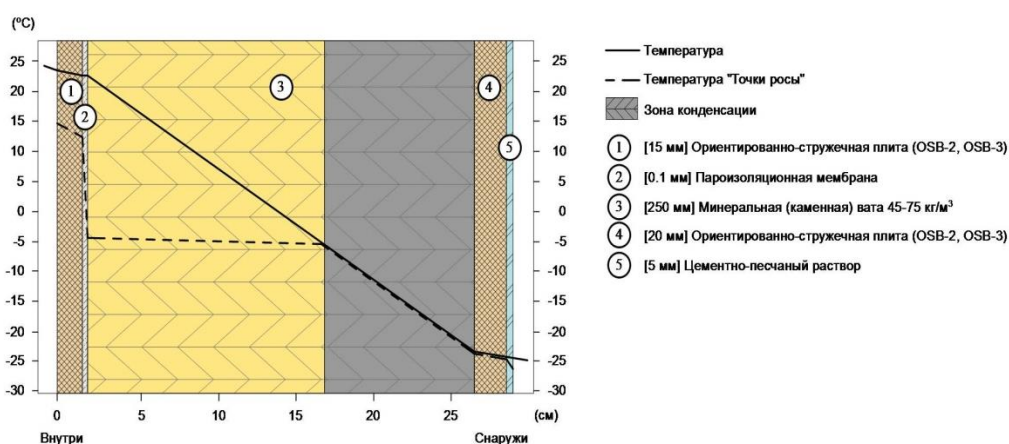 (ºC)
25 25
20 20
15 15
10 10
5 5
0 0
-5 -5
-10 -10
-15 -15
-20 -20
-25 -25
-30 -30
1
2
3
4
5
0 5 10 15 20 25 (см)
Внутри Снаружи
Температура
Температура "Точки росы"
Зона конденсации
1 [15 мм] Ориентированно-стружечная плита (OSB-2, OSB-3)
2 [0.1 мм] Пароизоляционная мембрана
3 [250 мм] Минеральная (каменная) вата 45-75 кг/м³
4 [20 мм] Ориентированно-стружечная плита (OSB-2, OSB-3)
5 [5 мм] Цементно-песчаный раствор